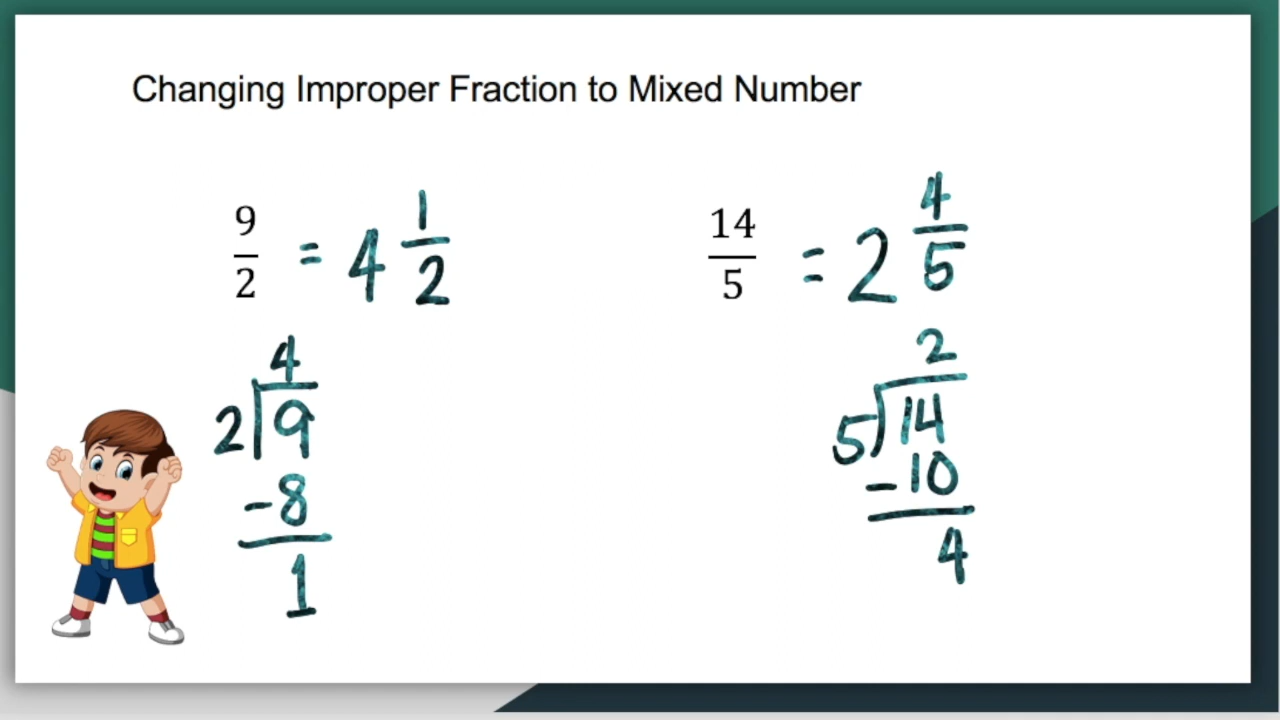 Changing Improper Fraction to Mixed Number
9/2 = 4 1/2
4
2)9
-8
1
14/5 = 2 4/5
2
5)14
-10
4